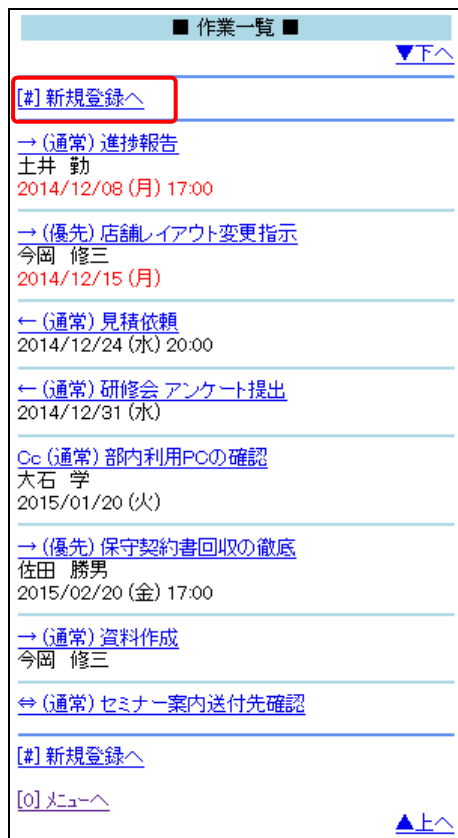 ■ 作業一覧 ■
▼下へ
[#] 新規登録へ
→ (通常) 進捗報告
土井 勤
2014/12/08 (月) 17:00
→ (優先) 店舗レイアウト変更指示
今岡 修三
2014/12/15 (月)
← (通常) 見積依頼
2014/12/24 (水) 20:00
← (通常) 研修会 アンケート提出
2014/12/31 (水)
Cc (通常) 部内利用PCの確認
大石 学
2015/01/20 (火)
→ (優先) 保守契約書回収の徹底
佐田 勝男
2015/02/20 (金) 17:00
→ (通常) 資料作成
今岡 修三
⇔ (通常) セミナー案内送付先確認
[#] 新規登録へ
[0] ﾒﾆｭｰへ
▲上へ